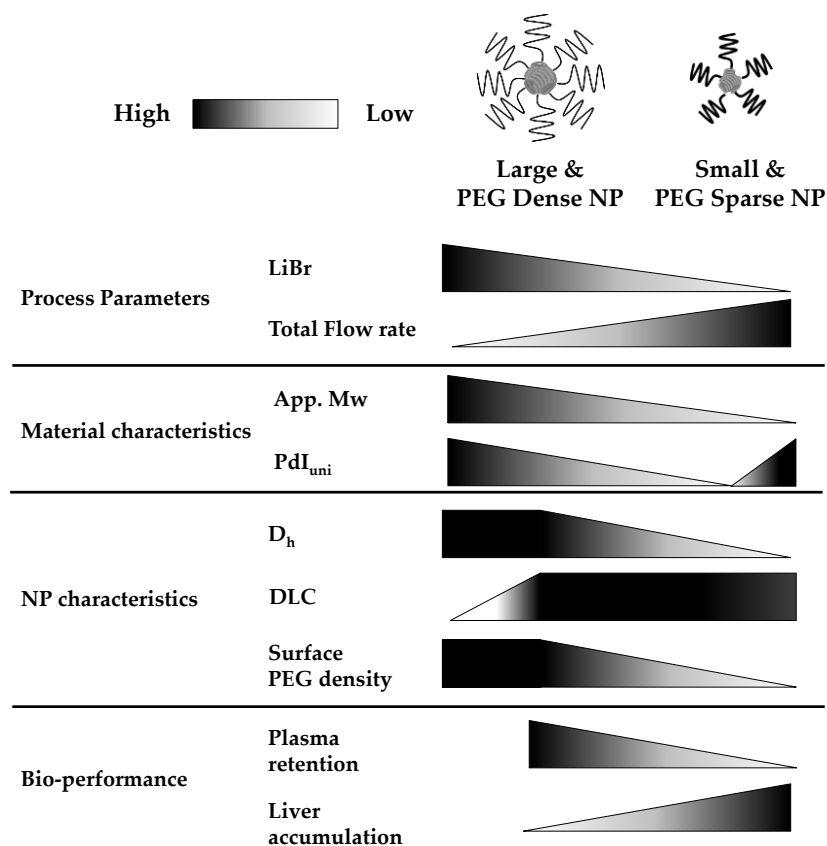 High Low
Large &
PEG Dense NP
Small &
PEG Sparse NP
Process Parameters
LiBr
Total Flow rate
Material characteristics
App. Mw
PdIuni
NP characteristics
Dh
DLC
Surface
PEG density
Bio-performance
Plasma
retention
Liver
accumulation